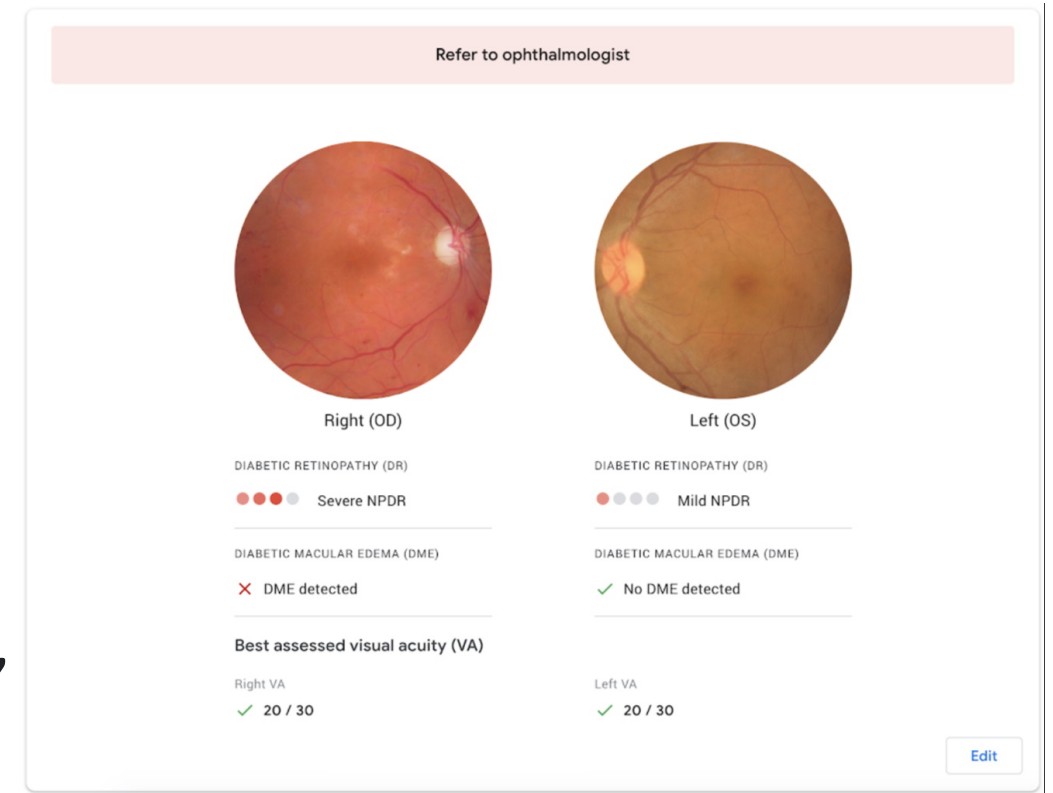 Refer to ophthalmologist
Right (OD)
Left (OS)
DIABETIC RETINOPATHY (DR)
DIABETIC RETINOPATHY (DR)
Severe NPDR
Mild NPDR
DIABETIC MACULAR EDEMA (DME)
DIABETIC MACULAR EDEMA (DME)
DME detected
No DME detected
Best assessed visual acuity (VA)
Right VA
Left VA
20 / 30
20 / 30
Edit